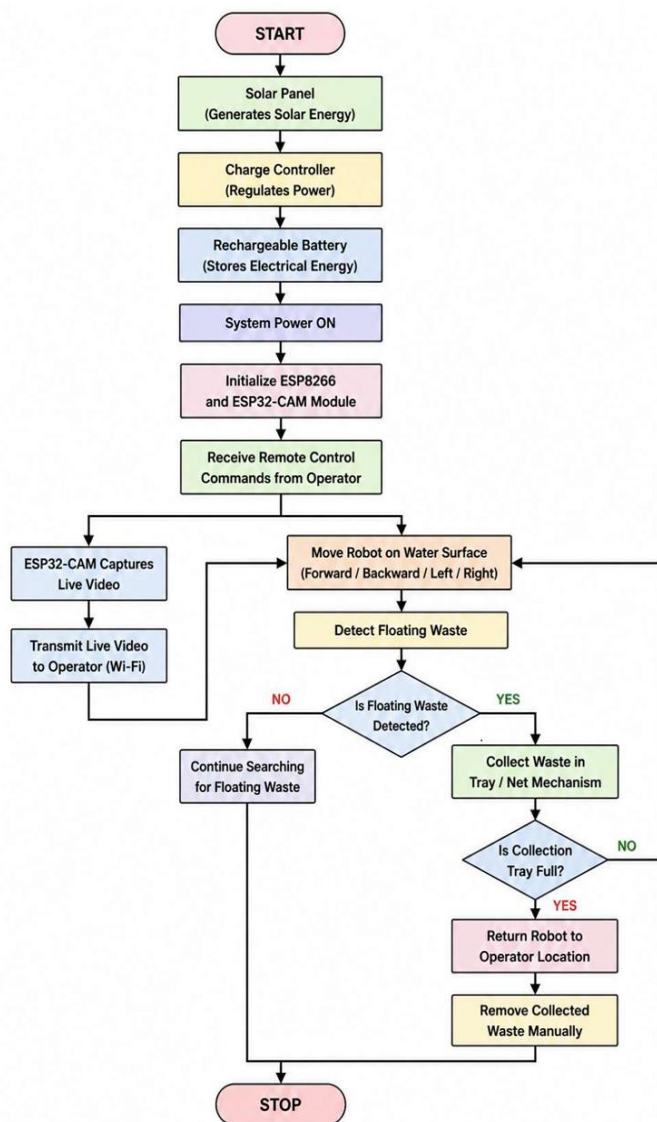 START
Solar Panel
(Generates Solar Energy)
Charge Controller
(Regulates Power)
Rechargeable Battery
(Stores Electrical Energy)
System Power ON
Initialize ESP8266
and ESP32-CAM Module
Receive Remote Control
Commands from Operator
ESP32-CAM Captures
Live Video
Transmit Live Video
to Operator (Wi-Fi)
Move Robot on Water Surface
(Forward / Backward / Left / Right)
Detect Floating Waste
Is Floating Waste
Detected?
NO
YES
Continue Searching
for Floating Waste
Collect Waste in
Tray / Net Mechanism
Is Collection
Tray Full?
NO
YES
Return Robot to
Operator Location
Remove Collected
Waste Manually
STOP